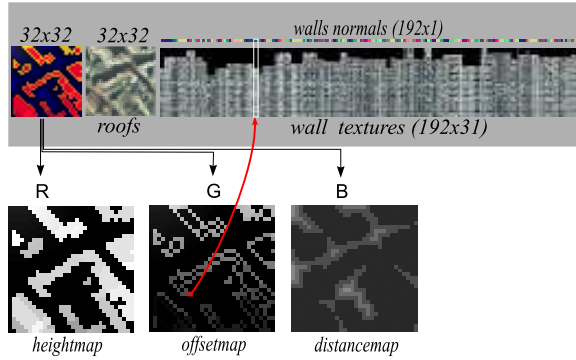 walls normals (192x1)
32x32 32x32
roofs
wall textures (192x31)
R G B
heightmap offsetmap distancemap